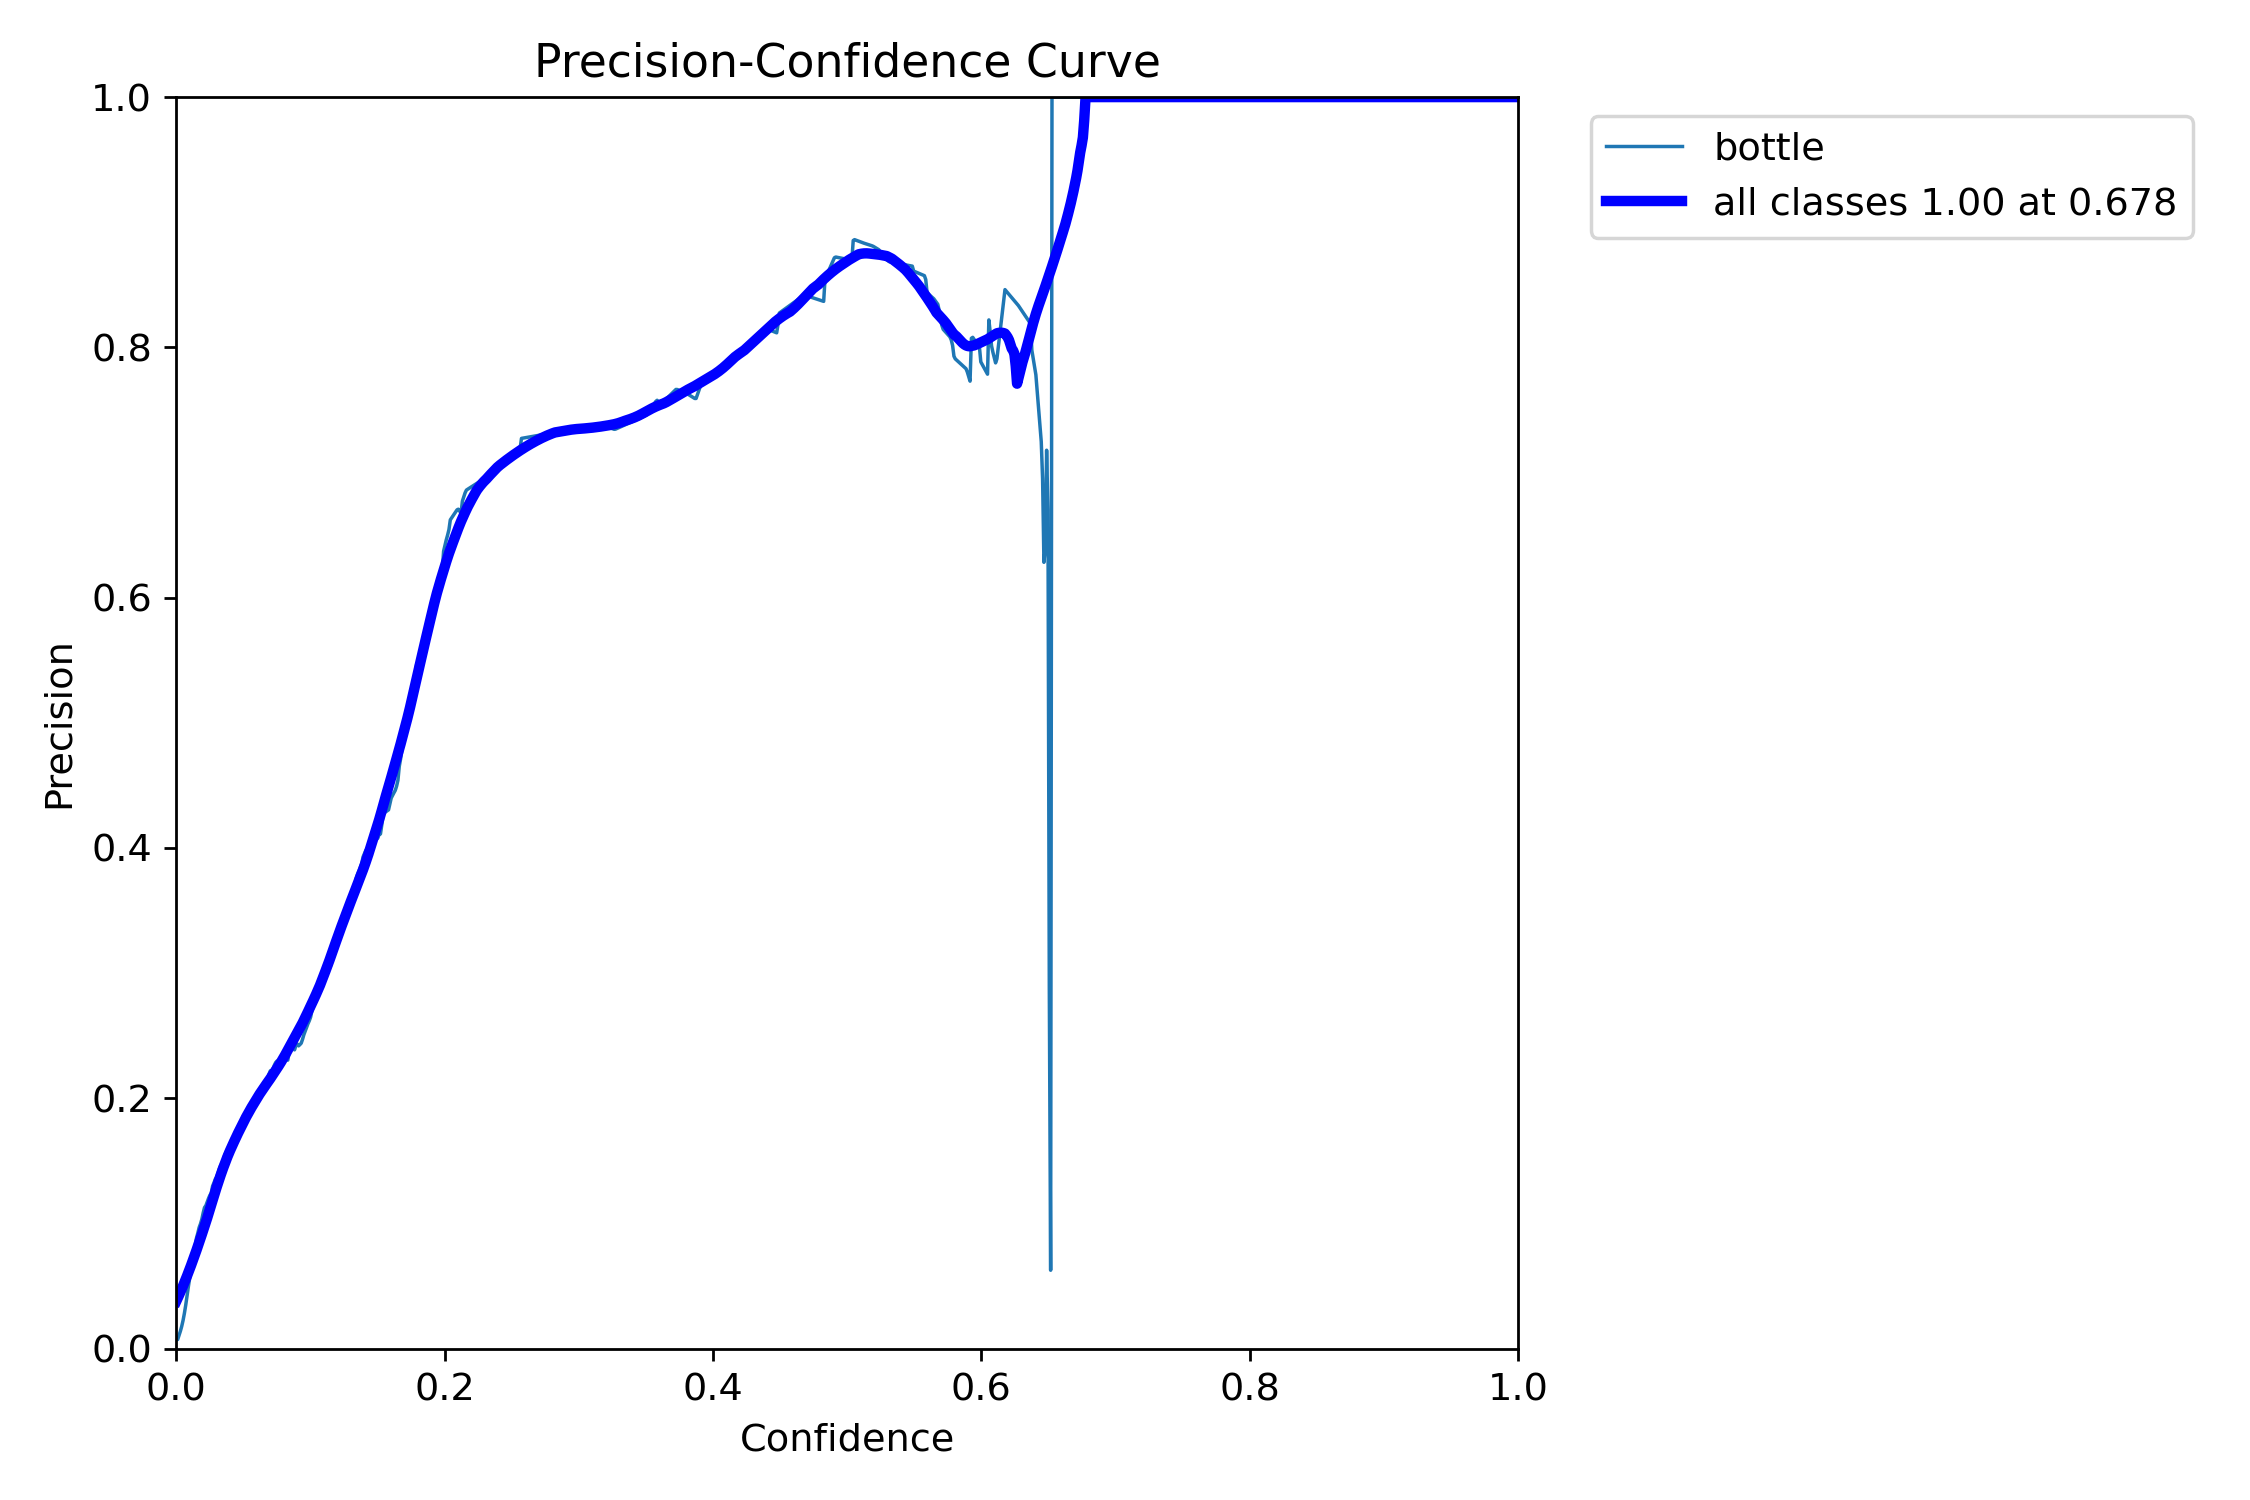 Precision-Confidence Curve
1.0
0.8
0.6
0.4
0.2
0.0
Precision
0.0 0.2 0.4 0.6 0.8 1.0
Confidence
bottle
all classes 1.00 at 0.678